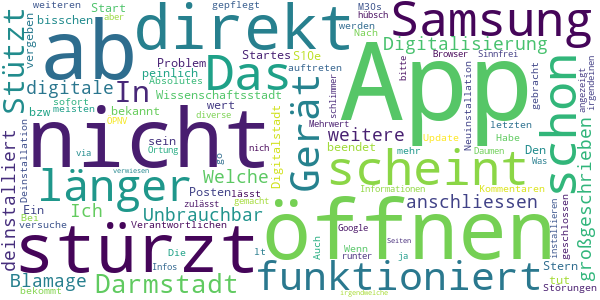 weiteren hübsch gepflegt M30s Samsung
bisschen Start aber
vergeben Problem Startes S10e werden Digitalisierung
Stützt ab direkt Nach Browser Sinnfrei
peinlich Absolutes auftreten bitte
digitale Das App schon
Wissenschaftsstadt schlimmer
In Gerät Neuinstallation gebracht angezeigt irgendeinen
sofort meisten bekannt wert diverse Mehrwert letzten
bzw ÖPNV Digitalstadt weitere Update Habe
nicht sein Ortung go beendet Daumen Den
deinstalliert Deinstallation via nich mehr Was
länger Welche scheint großgeschrieben
vermiesen Informationen Kommentaren
Ein Ich Posten lässt gemacht anschliessen
Bei versuche Unbrauchbar zulässt
Verantwortlichen öffnen installieren geschlossen
stürzt Die Auch Google ja
Blamage Infos lt Wenn runter Stern
Darmstadt funktioniert Seiten tut
bekommt irgendwelche Störungen